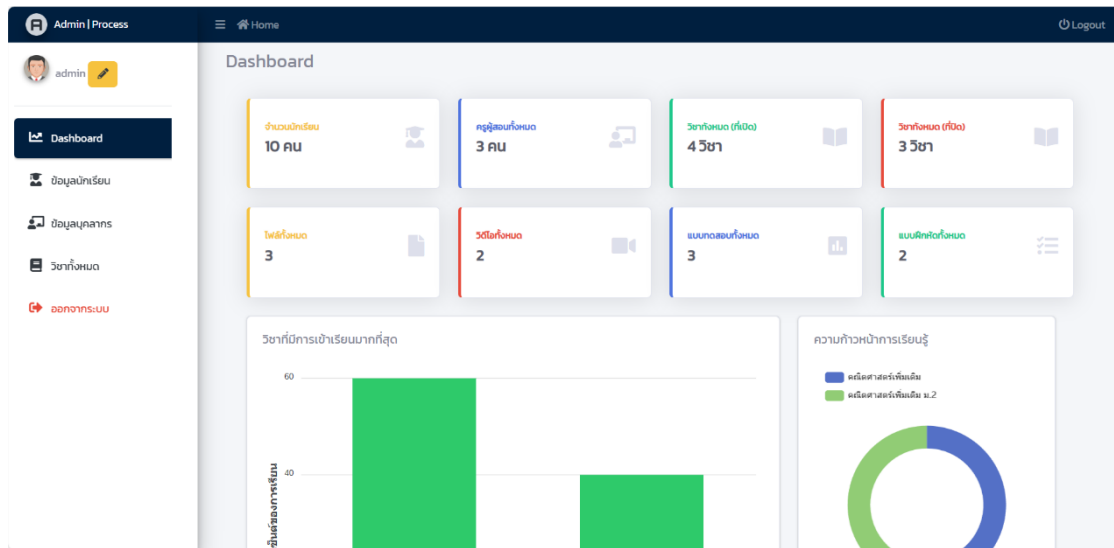 Admin | Process
Home
Logout
admin
Dashboard
Dashboard
ข้อมูลนักเรียน
ข้อมูลบุคลากร
วิชาทั้งหมด
ออกจากระบบ
จำนวนนักเรียน
10 คน
ครูผู้สอนทั้งหมด
3 คน
วิชาทั้งหมด (ที่เปิด)
4 วิชา
วิชาทั้งหมด (ที่ปิด)
3 วิชา
ไฟล์ทั้งหมด
3
วิดีโอทั้งหมด
2
แบบทดสอบทั้งหมด
3
แบบฝึกหัดทั้งหมด
2
วิชาที่มีการเข้าเรียนมากที่สุด
60
40
ความก้าวหน้าการเรียนรู้
คณิตศาสตร์เพิ่มเติม
คณิตศาสตร์เพิ่มเติม ม.2